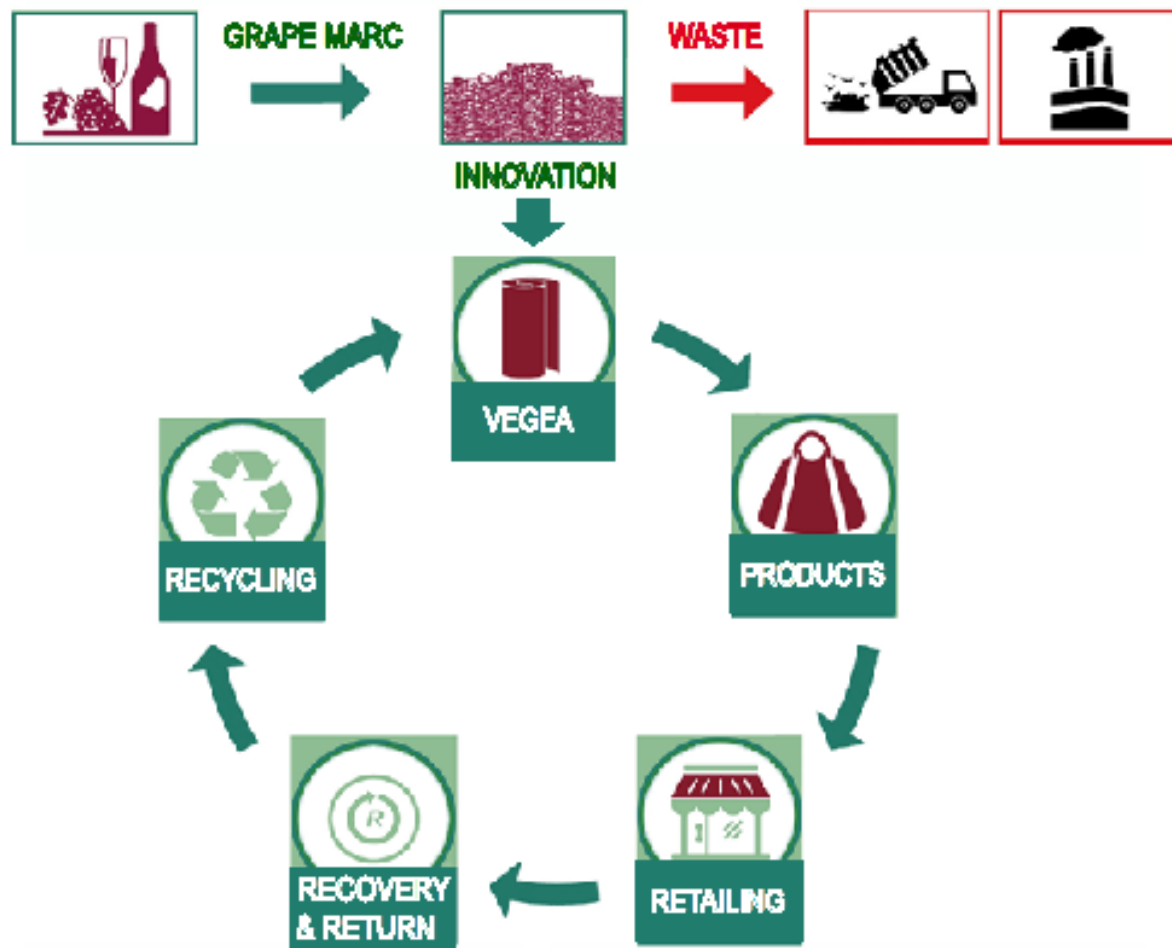 GRAPE MARC
WASTE
INNOVATION
VEGEA
PRODUCTS
RECYCLING
R
RECOVERY
& RETURN
RETAILING